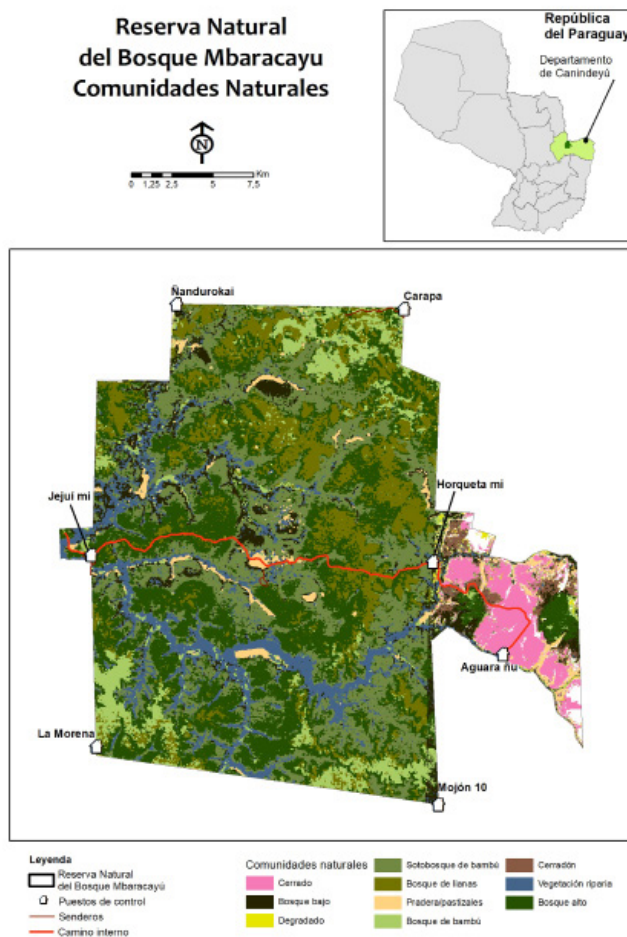 Reserva Natural
del Bosque Mbaracayu
Comunidades Naturales
República
del Paraguay
Departamento
de Canindeyú
N
Km
0 1,25 2,5 5 7,5
Ñandurokai
Carapa
Jejui mi
Horqueta mi
Aguara ñu
La Morena
Mojón 10
Leyenda
Reserva Natural
del Bosque Mbaracayú
Puestos de control
Senderos
Camino interno
Comunidades naturales
Cerrado
Bosque bajo
Degradado
Sotobosque de bambú
Bosque de lianas
Pradera/pastizales
Bosque de bambú
Cerradón
Vegetación riparia
Bosque alto